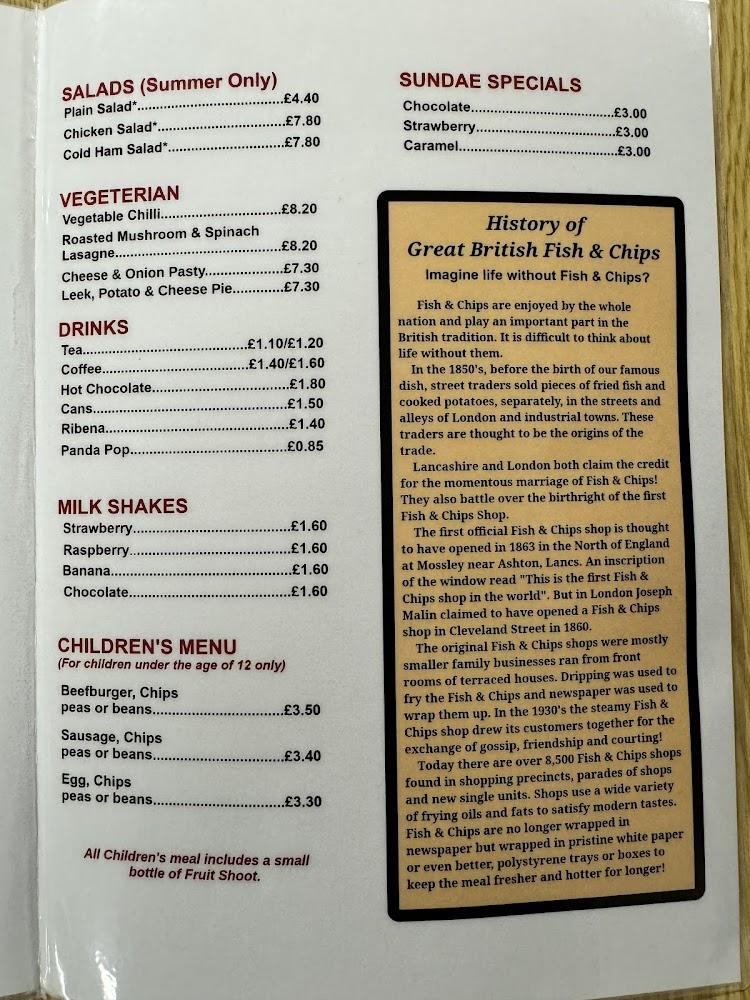 SALADS (Summer Only)
Plain Salad*..............................£4.40
Chicken Salad*..........................£7.80
Cold Ham Salad*........................£7.80
VEGETERIAN
Vegetable Chilli.........................£8.20
Roasted Mushroom & Spinach
Lasagne.......................................£8.20
Cheese & Onion Pasty................£7.30
Leek, Potato & Cheese Pie..........£7.30
DRINKS
Tea.................................£1.10/£1.20
Coffee.............................£1.40/£1.60
Hot Chocolate...........................£1.80
Cans...........................................£1.50
Ribena........................................£1.40
Panda Pop.................................£0.85
MILK SHAKES
Strawberry................................£1.60
Raspberry.................................£1.60
Banana......................................£1.60
Chocolate..................................£1.60
CHILDREN'S MENU
(For children under the age of 12 only)
Beefburger, Chips
peas or beans..........................£3.50
Sausage, Chips
peas or beans..........................£3.40
Egg, Chips
peas or beans..........................£3.30
All Children's meal includes a small
bottle of Fruit Shoot.
SUNDAE SPECIALS
Chocolate..............................£3.00
Strawberry.............................£3.00
Caramel.................................£3.00
History of
Great British Fish & Chips
Imagine life without Fish & Chips?
Fish & Chips are enjoyed by the whole
nation and play an important part in the
British tradition. It is difficult to think about
life without them.
In the 1850's, before the birth of our famous
dish, street traders sold pieces of fried fish and
cooked potatoes, separately, in the streets and
alleys of London and industrial towns. These
traders are thought to be the origins of the
trade.
Lancashire and London both claim the credit
for the momentous marriage of Fish & Chips!
They also battle over the birthright of the first
Fish & Chips Shop.
The first official Fish & Chips shop is thought
to have opened in 1863 in the North of England
at Mossley near Ashton, Lancs. An inscription
of the window read "This is the first Fish &
Chips shop in the world". But in London Joseph
Malin claimed to have opened a Fish & Chips
shop in Cleveland Street in 1860.
The original Fish & Chips shops were mostly
smaller family businesses ran from front
rooms of terraced houses. Dripping was used to
fry the Fish & Chips and newspaper was used to
wrap them up. In the 1930's the steamy Fish &
Chips shop drew its customers together for the
exchange of gossip, friendship and courting!
Today there are over 8,500 Fish & Chips shops
found in shopping precincts, parades of shops
and new single units. Shops use a wide variety
of frying oils and fats to satisfy modern tastes.
Fish & Chips are no longer wrapped in
newspaper but wrapped in pristine white paper
or even better, polystyrene trays or boxes to
keep the meal fresher and hotter for longer!